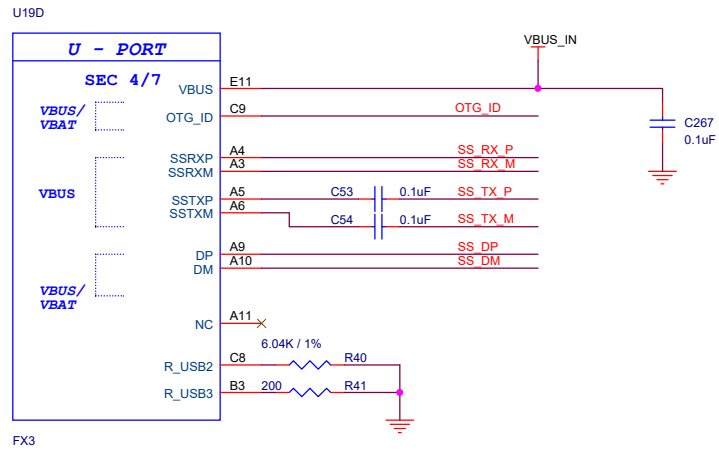 U19D
U - PORT
VBUS_IN
SEC 4/7
VBUS E11
VBUS/
VBAT
OTG_ID C9 OTG_ID
C267
0.1uF
SSRXP A4 SS_RX_P
SSRXM A3 SS_RX_M
VBUS
SSTXP A5 C53 0.1uF SS_TX_P
SSTXM A6 C54 0.1uF SS_TX_M
DP A9 SS_DP
DM A10 SS_DM
VBUS/
VBAT
NC A11
6.04K / 1%
R_USB2 C8 R40
R_USB3 B3 200 R41
FX3